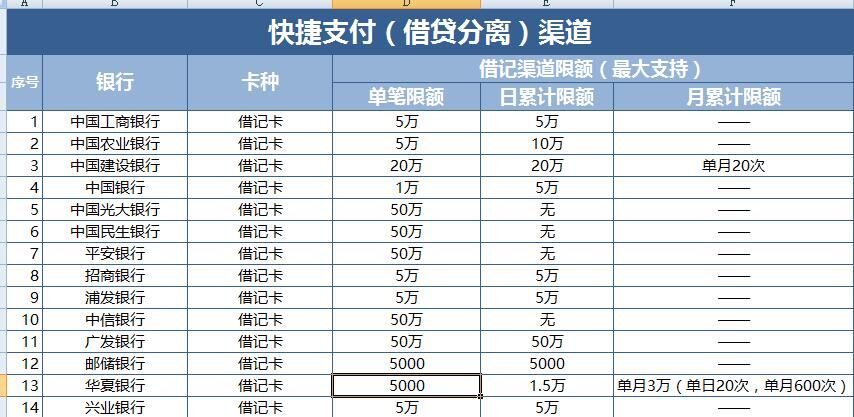 A B C D E F
快捷支付（借贷分离）渠道
序号 银行 卡种 借记渠道限额（最大支持）
单笔限额 日累计限额 月累计限额
1 中国工商银行 借记卡 5万 5万 ——
2 中国农业银行 借记卡 5万 10万 ——
3 中国建设银行 借记卡 20万 20万 单月20次
4 中国银行 借记卡 1万 5万 ——
5 中国光大银行 借记卡 50万 无 ——
6 中国民生银行 借记卡 50万 无 ——
7 平安银行 借记卡 50万 无 ——
8 招商银行 借记卡 5万 5万 ——
9 浦发银行 借记卡 5万 5万 ——
10 中信银行 借记卡 50万 无 ——
11 广发银行 借记卡 50万 50万 ——
12 邮储银行 借记卡 5000 5000 ——
13 华夏银行 借记卡 5000 1.5万 单月3万（单日20次，单月600次）
14 兴业银行 借记卡 5万 5万 ——